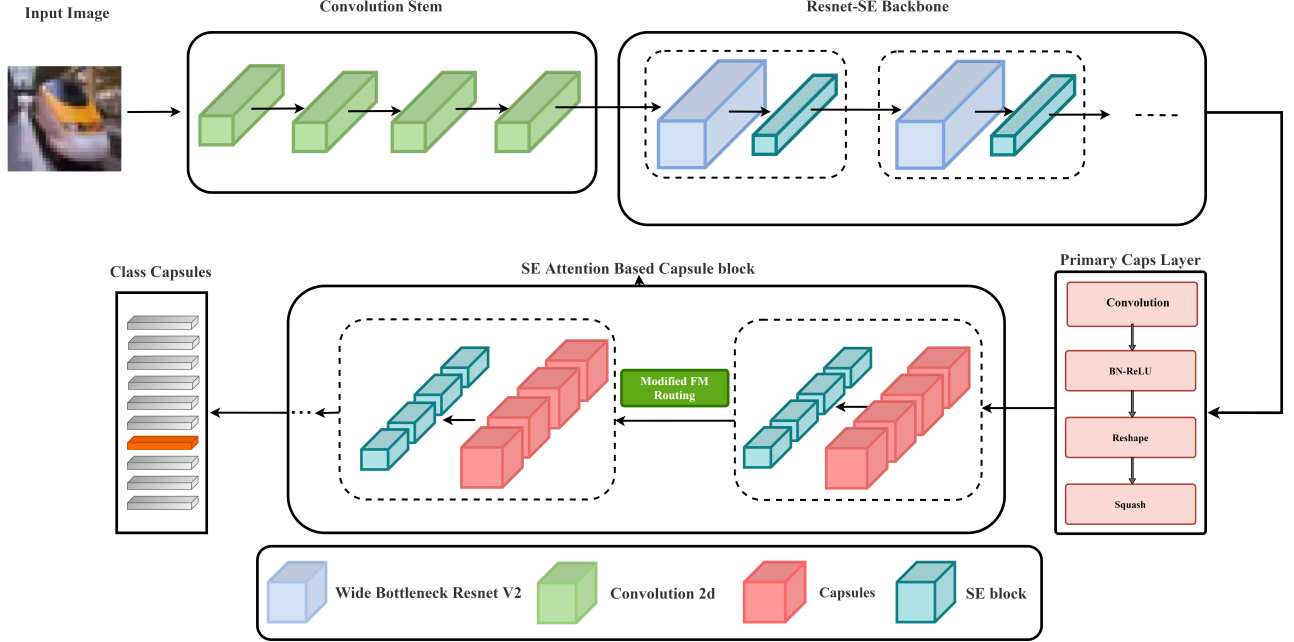 Input Image
Convolution Stem
Resnet-SE Backbone
Class Capsules
SE Attention Based Capsule block
Primary Caps Layer
Convolution
BN-ReLU
Reshape
Squash
Modified FM
Routing
Wide Bottleneck Resnet V2
Convolution 2d
Capsules
SE block